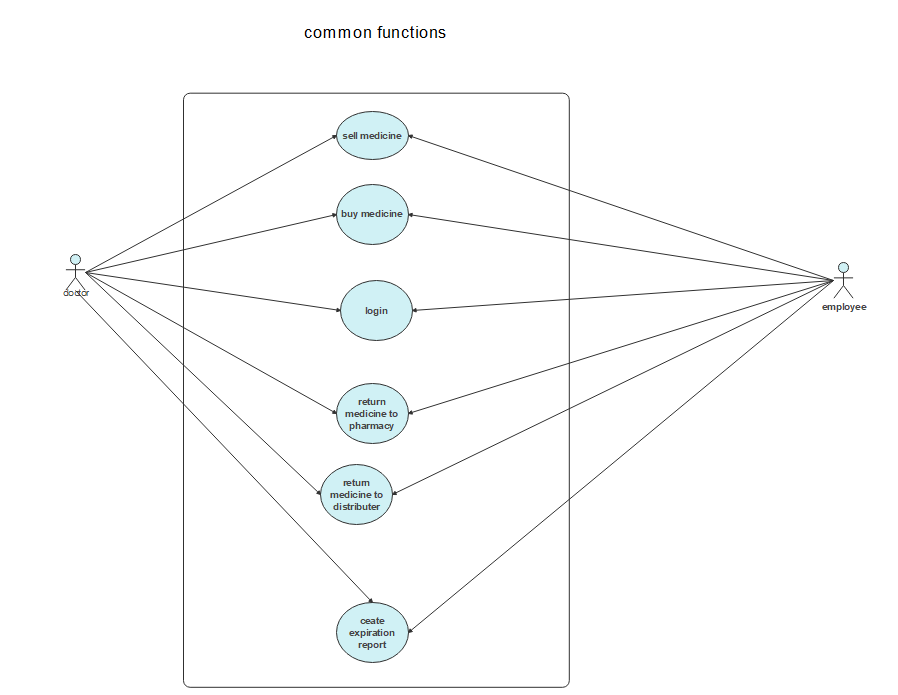 common functions
sell medicine
buy medicine
doctor
login
employee
return
medicine to
pharmacy
return
medicine to
distributer
ceate
expiration
report